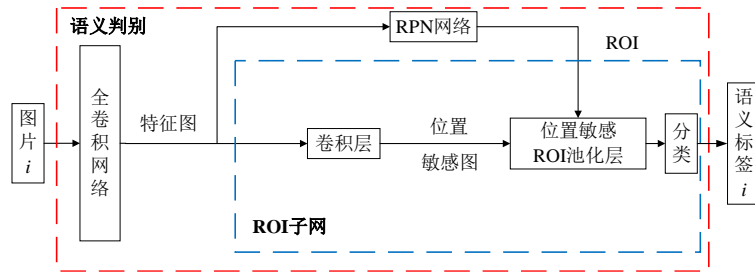 语义判别
RPN网络
ROI
图片 i
全卷积网络
特征图
卷积层
位置
敏感图
位置敏感
ROI池化层
分类
语义标签 i
ROI子网